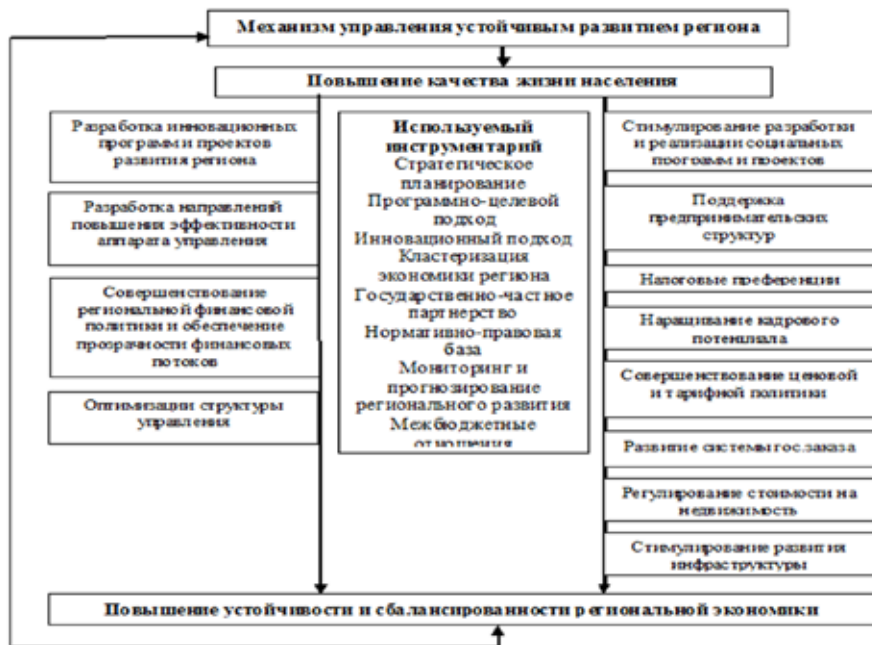 Механизм управления устойчивым развитием региона
Повышение качества жизни населения
Разработка инновационных
программ и проектов
развития региона
Разработка направлений
повышения эффективности
аппарата управления
Совершенствование
региональной финансовой
политики и обеспечение
прозрачности финансовых
потоков
Оптимизации структуры
управления
Используемый
инструментарий
Стратегическое
планирование
Программно-целевой
подход
Инновационный подход
Кластеризация
экономики региона
Государственно-частное
партнерство
Нормативно-правовая
база
Мониторинг и
прогнозирование
регионального развития
Межбюджетные
отношения
Стимулирование разработки
и реализации социальных
программ и проектов
Поддержка
предпринимательских
структур
Налоговые преференции
Наращивание кадрового
потенциала
Совершенствование ценовой
и тарифной политики
Развитие системы гос.заказа
Регулирование стоимости на
недвижимость
Стимулирование развития
инфраструктуры
Повышение устойчивости и сбалансированности региональной экономики